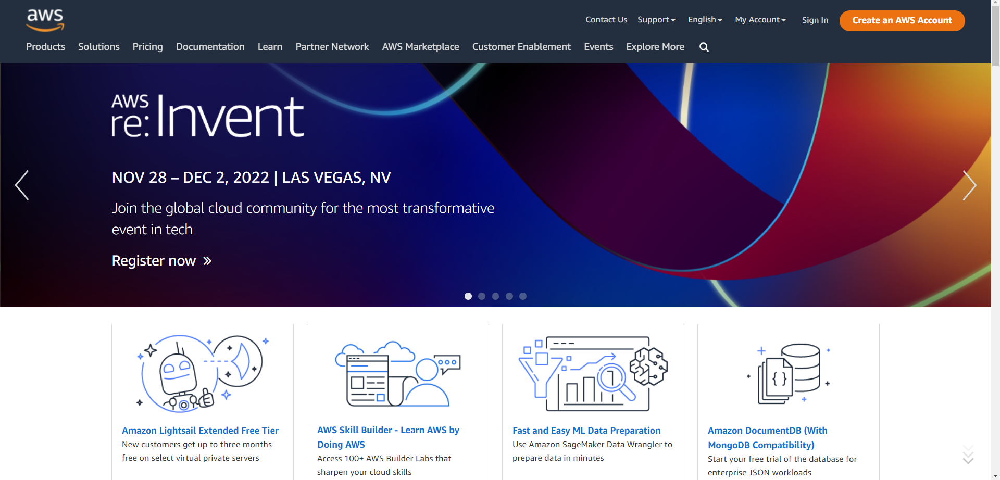 aws
Contact Us Support English My Account Sign In Create an AWS Account
Products Solutions Pricing Documentation Learn Partner Network AWS Marketplace Customer Enablement Events Explore More
AWS
re:Invent
NOV 28 – DEC 2, 2022 | LAS VEGAS, NV
Join the global cloud community for the most transformative
event in tech
Register now »
Amazon Lightsail Extended Free Tier
New customers get up to three months
free on select virtual private servers
AWS Skill Builder - Learn AWS by
Doing AWS
Access 100+ AWS Builder Labs that
sharpen your cloud skills
1
Fast and Easy ML Data Preparation
Use Amazon SageMaker Data Wrangler to
prepare data in minutes
{ }
Amazon DocumentDB (With
MongoDB Compatibility)
Start your free trial of the database for
enterprise JSON workloads